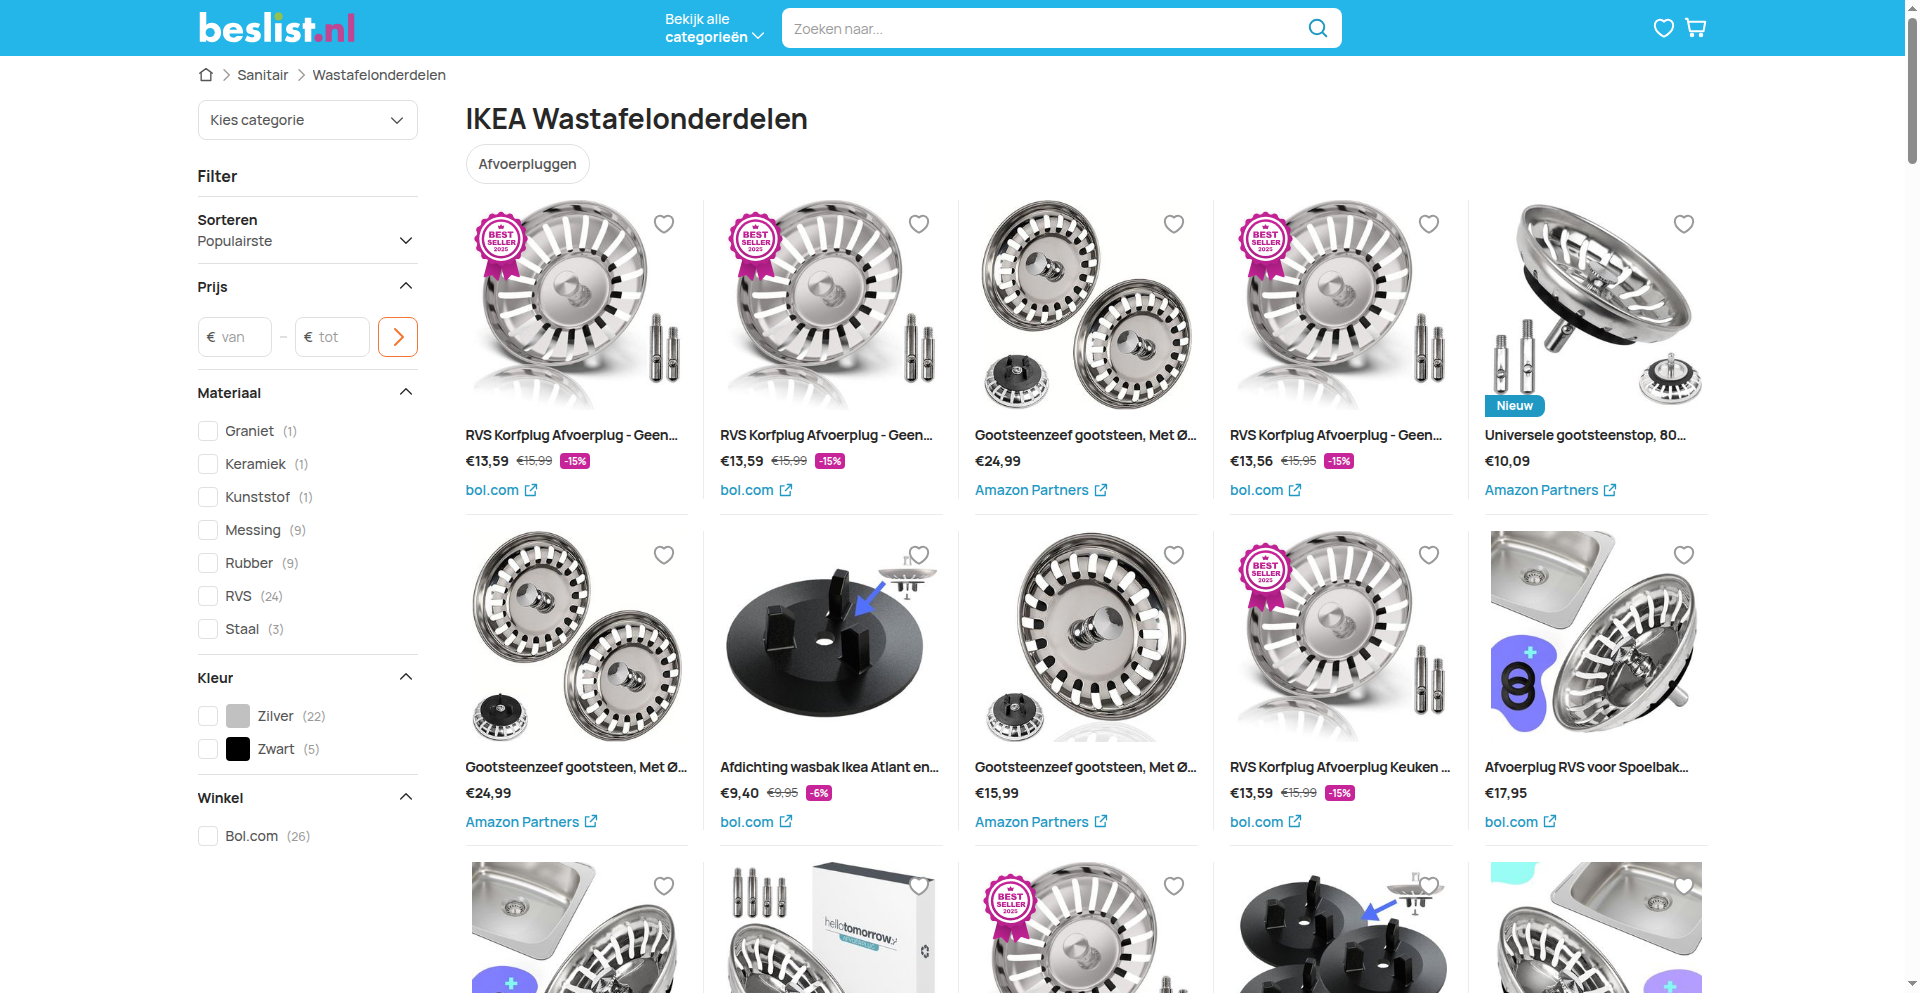 beslist.nl
Bekijk alle
categorieën
Zoeken naar...
Sanitair
Wastafelonderdelen
Kies categorie
IKEA Wastafelonderdelen
Afvoerpluggen
Filter
Sorteren
Populairste
Prijs
€ van
–
€ tot
Materiaal
Graniet (1)
Keramiek (1)
Kunststof (1)
Messing (9)
Rubber (9)
RVS (24)
Staal (3)
Kleur
Zilver (22)
Zwart (5)
Winkel
Bol.com (26)
BEST
SELLER
2025
RVS Korfplug Afvoerplug - Geen...
€13,59 €15,99 -15%
bol.com
BEST
SELLER
2025
RVS Korfplug Afvoerplug - Geen...
€13,59 €15,99 -15%
bol.com
Gootsteenzeef gootsteen, Met Ø...
€24,99
Amazon Partners
BEST
SELLER
2025
RVS Korfplug Afvoerplug - Geen...
€13,56 €15,95 -15%
bol.com
Nieuw
Universele gootsteenstop, 80...
€10,09
Amazon Partners
Gootsteenzeef gootsteen, Met Ø...
€24,99
Amazon Partners
Afdichting wasbak Ikea Atlant en...
€9,40 €9,95 -6%
bol.com
Gootsteenzeef gootsteen, Met Ø...
€15,99
Amazon Partners
BEST
SELLER
2025
RVS Korfplug Afvoerplug Keuken ...
€13,59 €15,99 -15%
bol.com
Afvoerplug RVS voor Spoelbak...
€17,95
bol.com
hellotomorrow
BEST
SELLER
2025